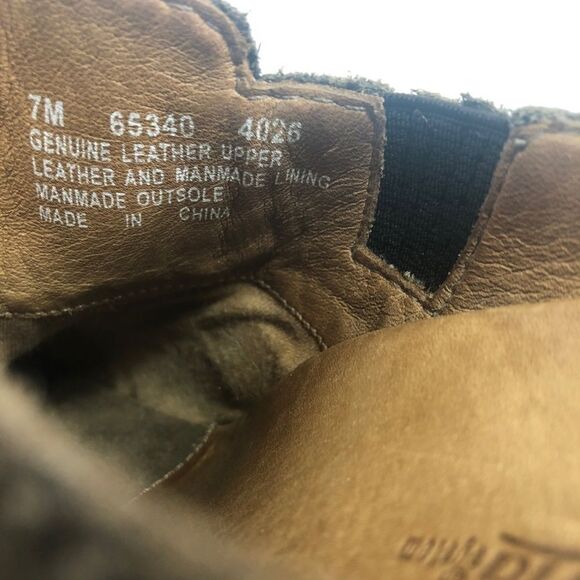 7M 65340 4026
GENUINE LEATHER UPPER
LEATHER AND MANMADE LINING
MANMADE OUTSOLE
MADE IN CHINA